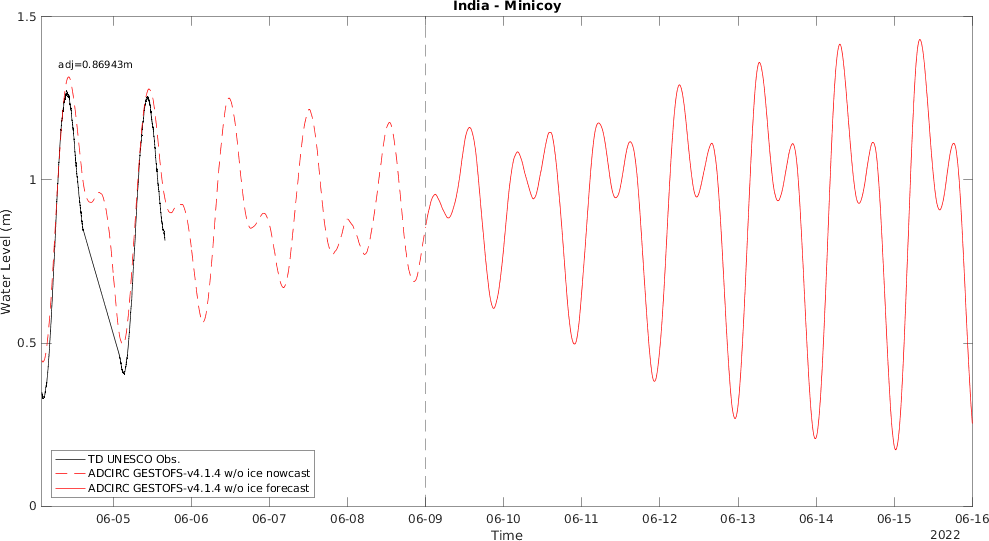 India - Minicoy
1.5
adj=0.86943m
1
0.5
0
Water Level (m)
TD UNESCO Obs.
ADCIRC GESTOFS-v4.1.4 w/o ice nowcast
ADCIRC GESTOFS-v4.1.4 w/o ice forecast
06-05 06-06 06-07 06-08 06-09 06-10 06-11 06-12 06-13 06-14 06-15 06-16
Time
2022